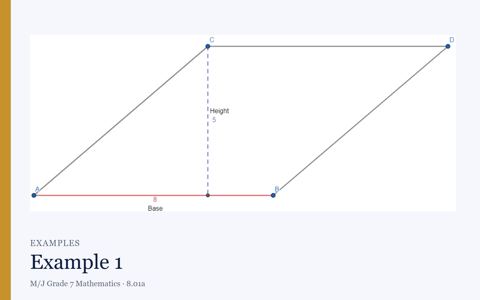 C
D
Height
5
A
B
8
Base
EXAMPLES
Example 1
M/J Grade 7 Mathematics · 8.01a